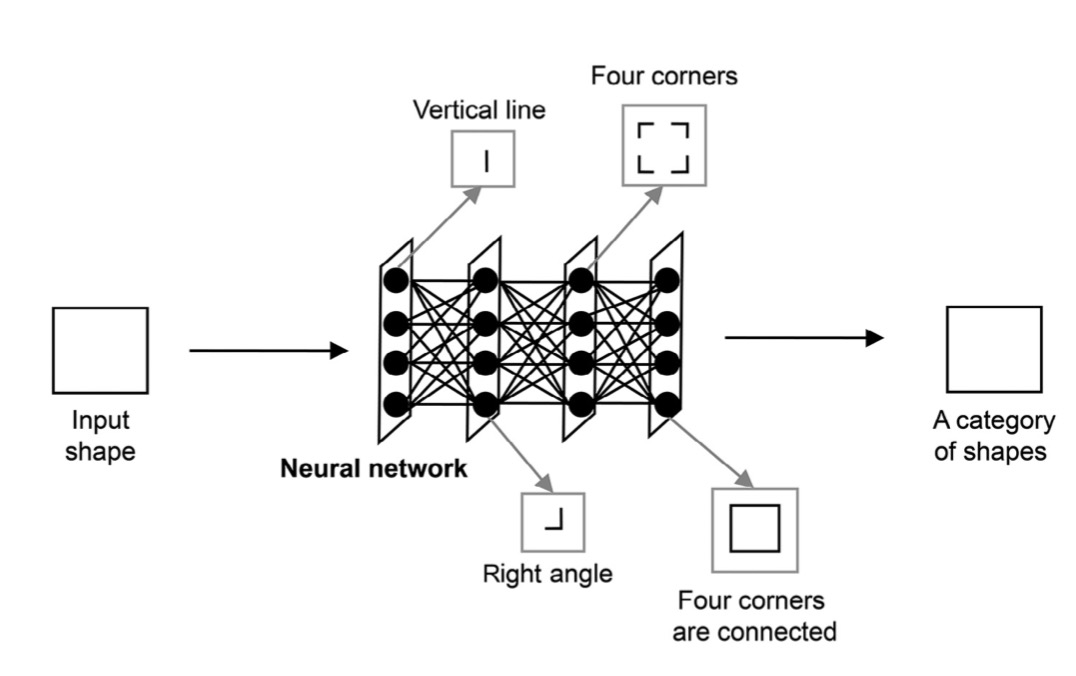 Four corners
Vertical line
Input
shape
A category
of shapes
Neural network
Right angle
Four corners
are connected